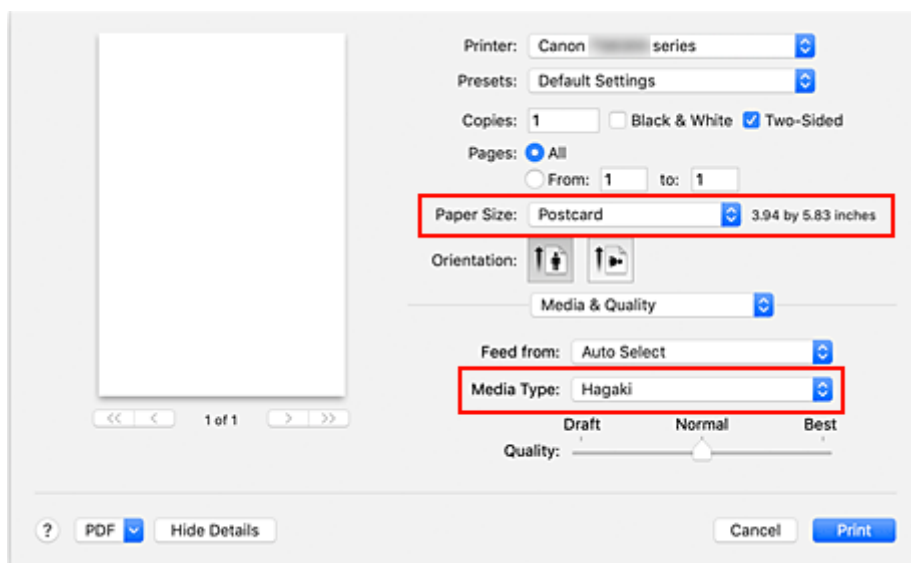 Printer: Canon series
Presets: Default Settings
Copies: 1 Black & White Two-Sided
Pages: All
From: 1 to: 1
Paper Size: Postcard 3.94 by 5.83 inches
Orientation:
Media & Quality
Feed from: Auto Select
Media Type: Hagaki
<< < 1 of 1 > >>
Draft Normal Best
Quality:
? PDF Hide Details Cancel Print